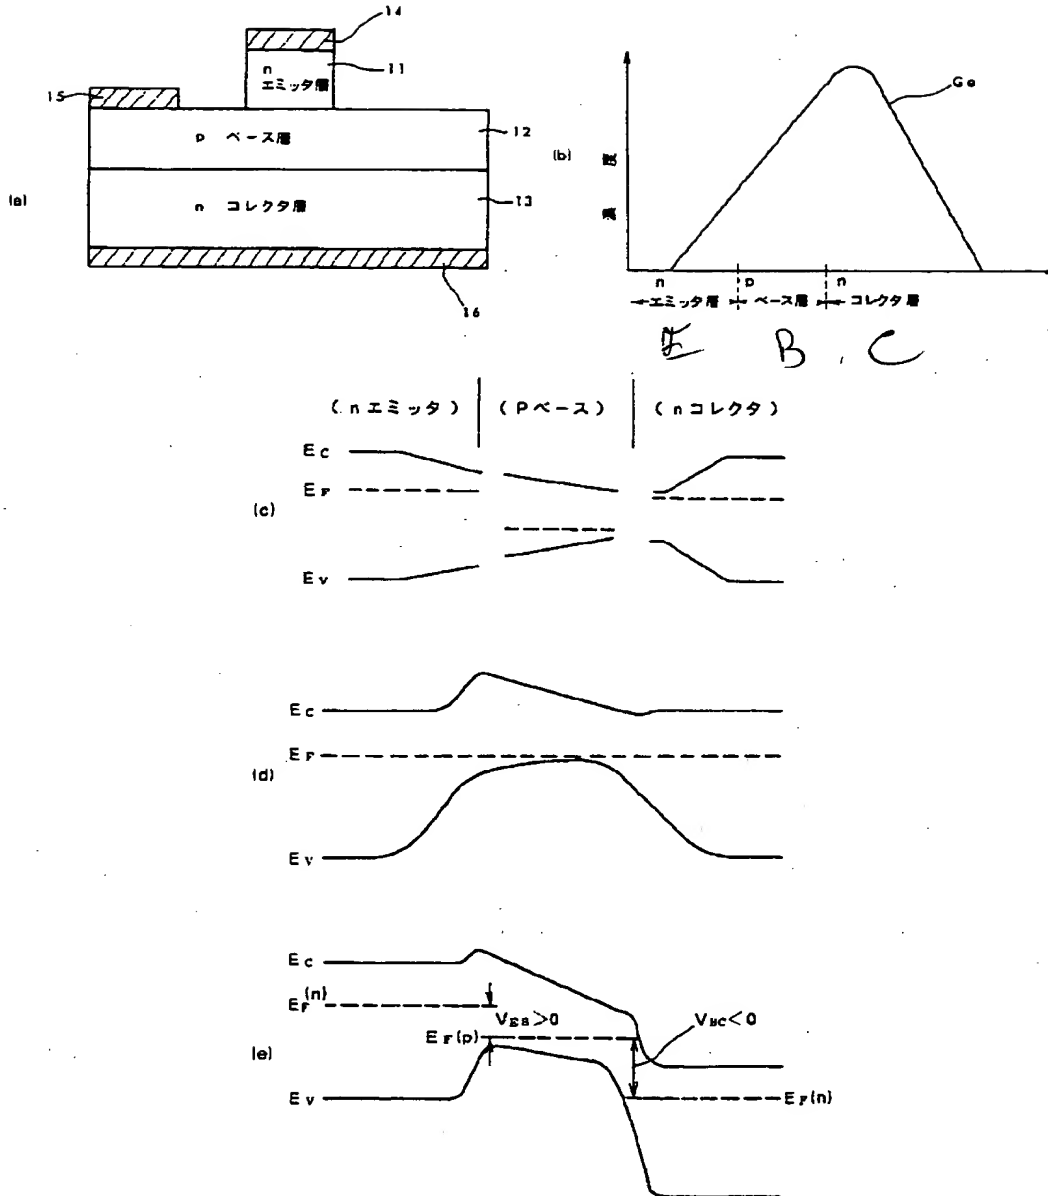 14
n
エミッタ層
11
15
p ベース層
12
(a)
n コレクタ層
13
16
(b)
濃度
Ge
n
p
n
エミッタ層
ベース層
コレクタ層
E B . C
(nエミッタ)
(Pベース)
(nコレクタ)
Ec
EF
(c)
Ev
Ec
EF
(d)
Ev
Ec
EF(n)
VEB>0
VBC<0
EF(p)
(e)
Ev
EF(n)